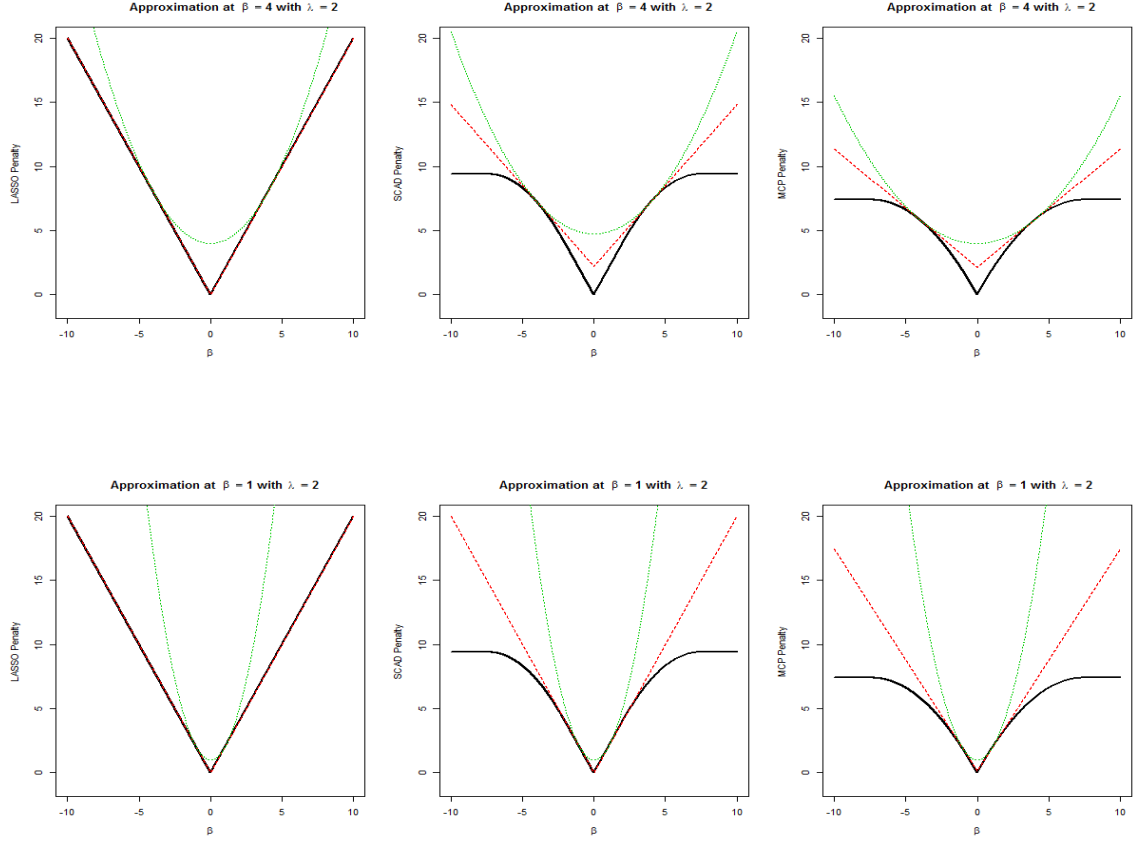 Approximation at β = 4 with λ = 2
LASSO Penalty
20
15
10
5
0
-10 -5 0 5 10
β
Approximation at β = 4 with λ = 2
SCAD Penalty
20
15
10
5
0
-10 -5 0 5 10
β
Approximation at β = 4 with λ = 2
MCP Penalty
20
15
10
5
0
-10 -5 0 5 10
β
Approximation at β = 1 with λ = 2
LASSO Penalty
20
15
10
5
0
-10 -5 0 5 10
β
Approximation at β = 1 with λ = 2
SCAD Penalty
20
15
10
5
0
-10 -5 0 5 10
β
Approximation at β = 1 with λ = 2
MCP Penalty
20
15
10
5
0
-10 -5 0 5 10
β